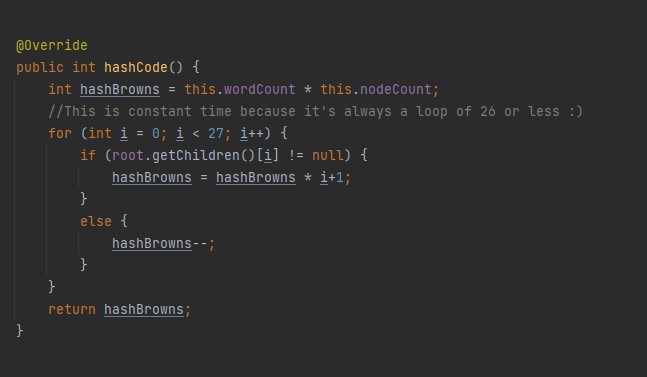 @Override
public int hashCode() {
    int hashBrowns = this.wordCount * this.nodeCount;
    //This is constant time because it's always a loop of 26 or less :)
    for (int i = 0; i < 27; i++) {
        if (root.getChildren()[i] != null) {
            hashBrowns = hashBrowns * i+1;
        }
        else {
            hashBrowns--;
        }
    }
    return hashBrowns;
}